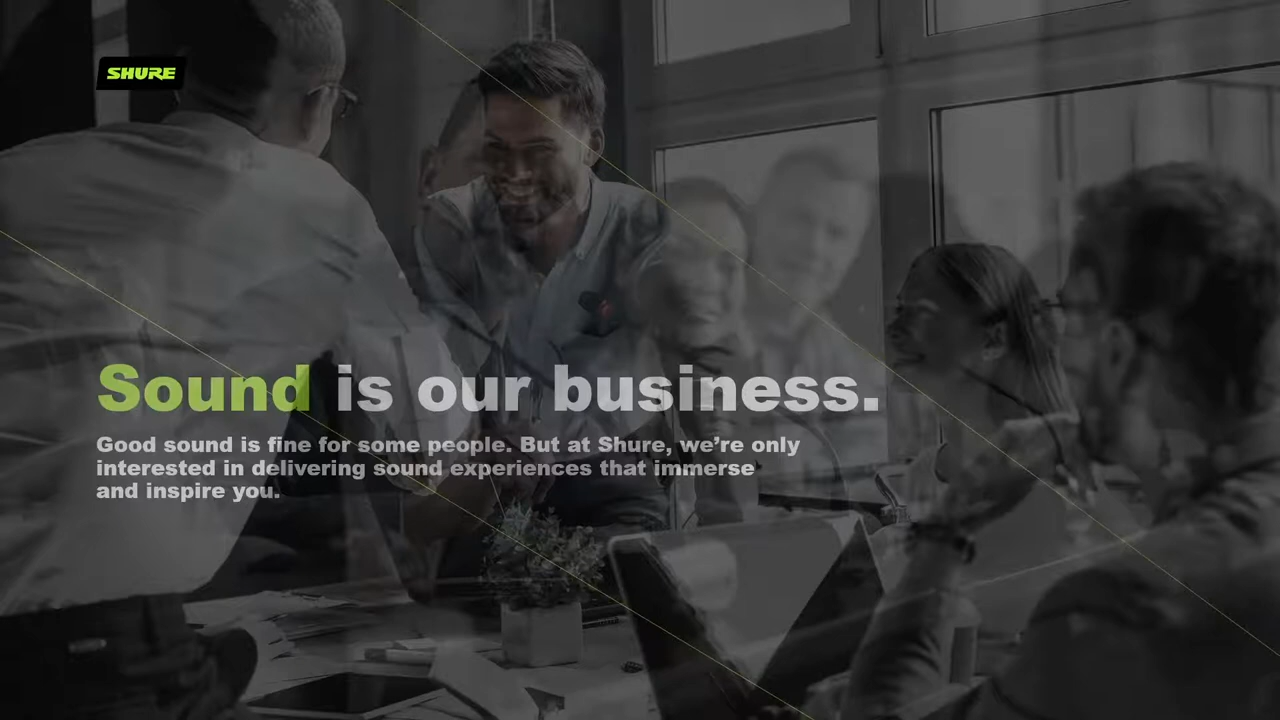 SHURE
Sound is our business.
Good sound is fine for some people. But at Shure, we’re only
interested in delivering sound experiences that immerse
and inspire you.